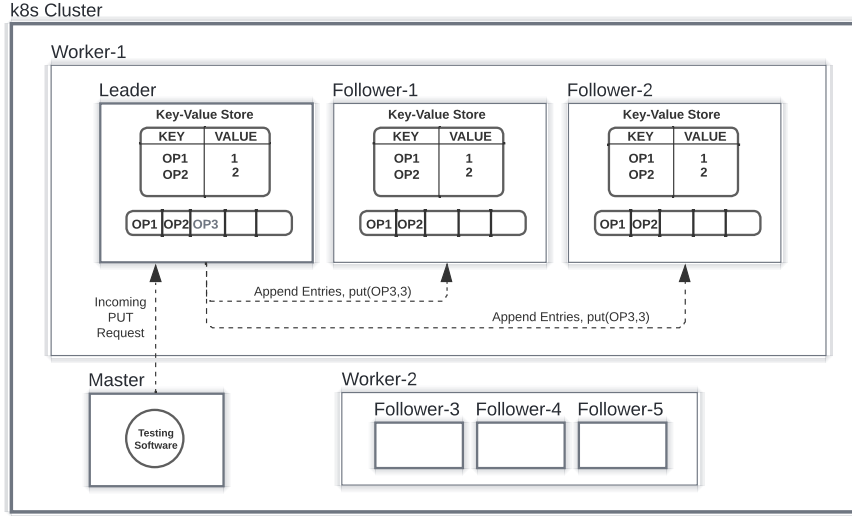 k8s Cluster
Worker-1
Leader
Key-Value Store
KEY VALUE
OP1 1
OP2 2
OP1 OP2 OP3
Follower-1
Key-Value Store
KEY VALUE
OP1 1
OP2 2
OP1 OP2
Follower-2
Key-Value Store
KEY VALUE
OP1 1
OP2 2
OP1 OP2
Incoming
PUT
Request
Append Entries, put(OP3,3)
Append Entries, put(OP3,3)
Master
Testing
Software
Worker-2
Follower-3 Follower-4 Follower-5